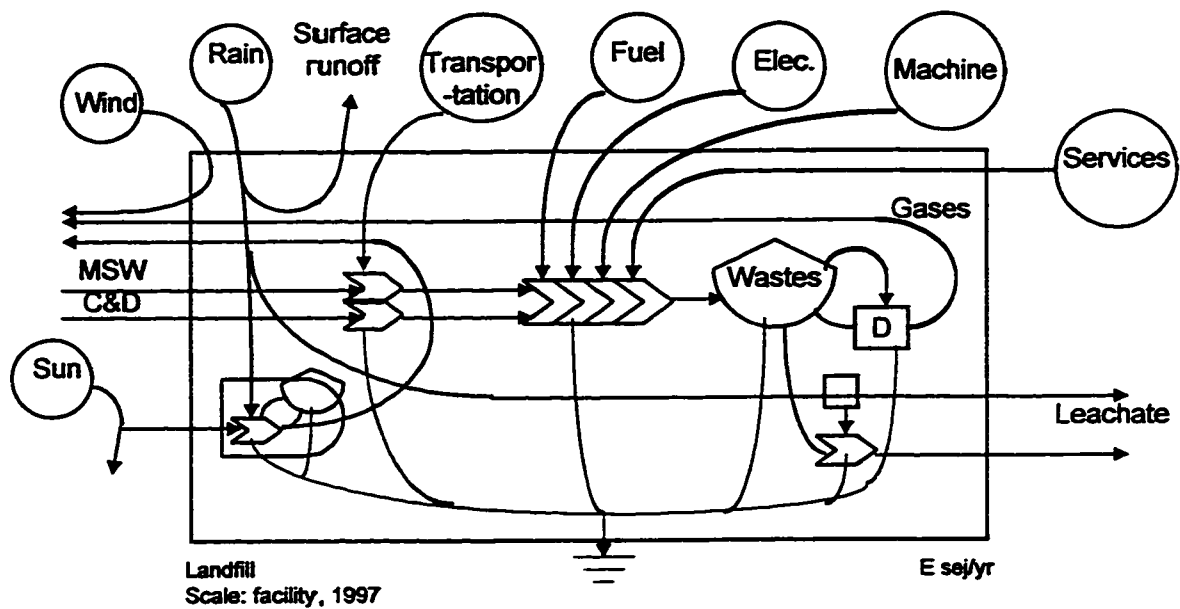 Wind
Rain
Surface
runoff
Transpor
-tation
Fuel
Elec.
Machine
Services
Gases
MSW
C&D
Wastes
D
Sun
Leachate
Landfill
Scale: facility, 1997
E sej/yr